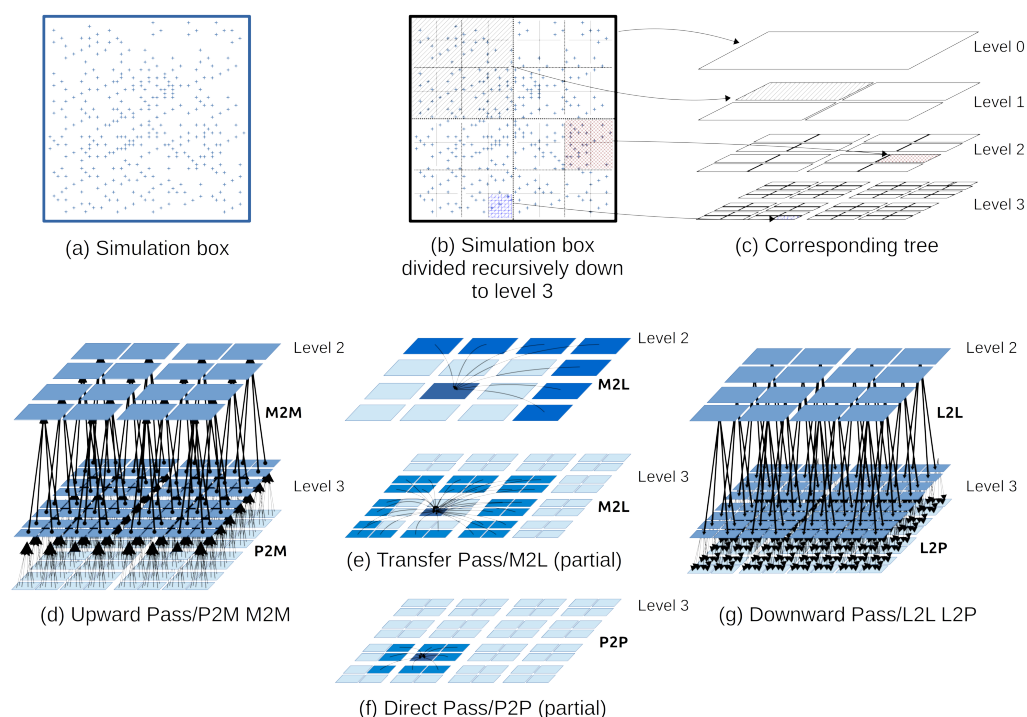 Level 0
Level 1
Level 2
Level 3
(a) Simulation box
(b) Simulation box
divided recursively down
to level 3
(c) Corresponding tree
Level 2
M2M
Level 3
P2M
(d) Upward Pass/P2M M2M
Level 2
M2L
Level 3
M2L
(e) Transfer Pass/M2L (partial)
Level 3
P2P
(f) Direct Pass/P2P (partial)
Level 2
L2L
Level 3
L2P
(g) Downward Pass/L2L L2P